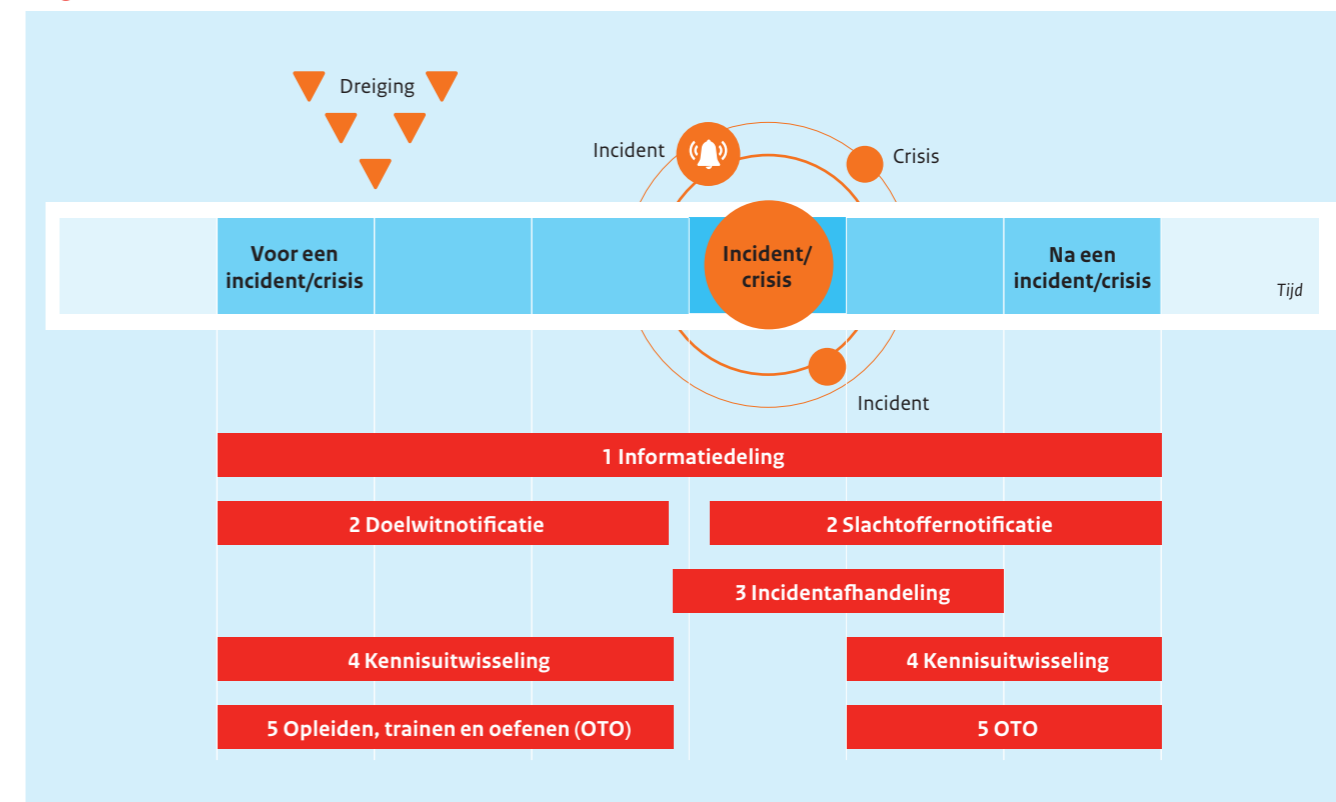 Dreiging
Incident
Crisis
Voor een
incident/crisis
Incident/
crisis
Na een
incident/crisis
Tijd
Incident
1 Informatiedeling
2 Doelwitnotificatie
2 Slachtoffernotificatie
3 Incidentafhandeling
4 Kennisuitwisseling
4 Kennisuitwisseling
5 Opleiden, trainen en oefenen (OTO)
5 OTO